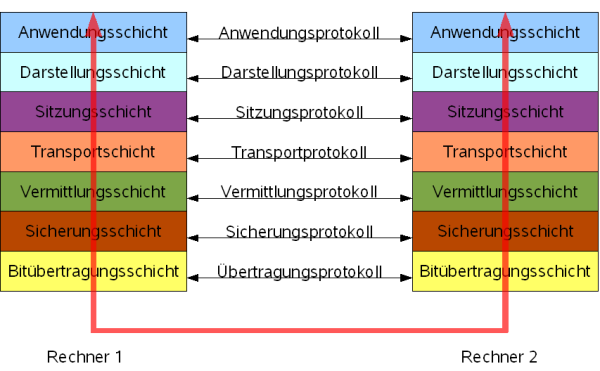 Anwendungsschicht Anwendungsprotokoll Anwendungsschicht
Darstellungsschicht Darstellungsprotokoll Darstellungsschicht
Sitzungsschicht Sitzungsprotokoll Sitzungsschicht
Transportschicht Transportprotokoll Transportschicht
Vermittlungsschicht Vermittlungsprotokoll Vermittlungsschicht
Sicherungsschicht Sicherungsprotokoll Sicherungsschicht
Bitübertragungsschicht Übertragungsprotokoll Bitübertragungsschicht
Rechner 1 Rechner 2